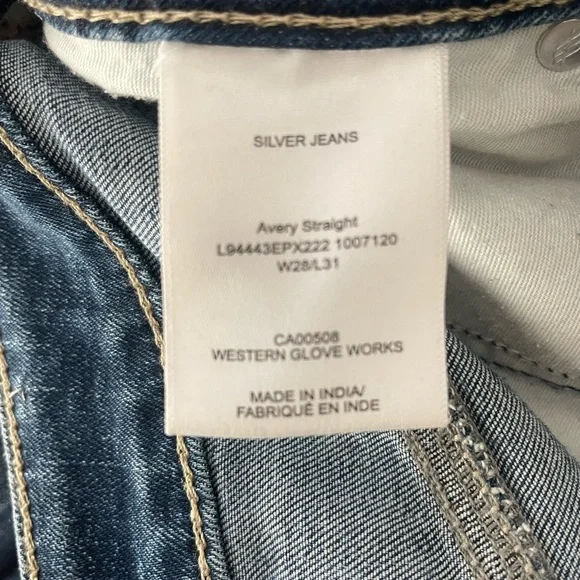 SILVER JEANS
Avery Straight
L94443EPX222 1007120
W28/L31
CA00508
WESTERN GLOVE WORKS
MADE IN INDIA/
FABRIQUÉ EN INDE